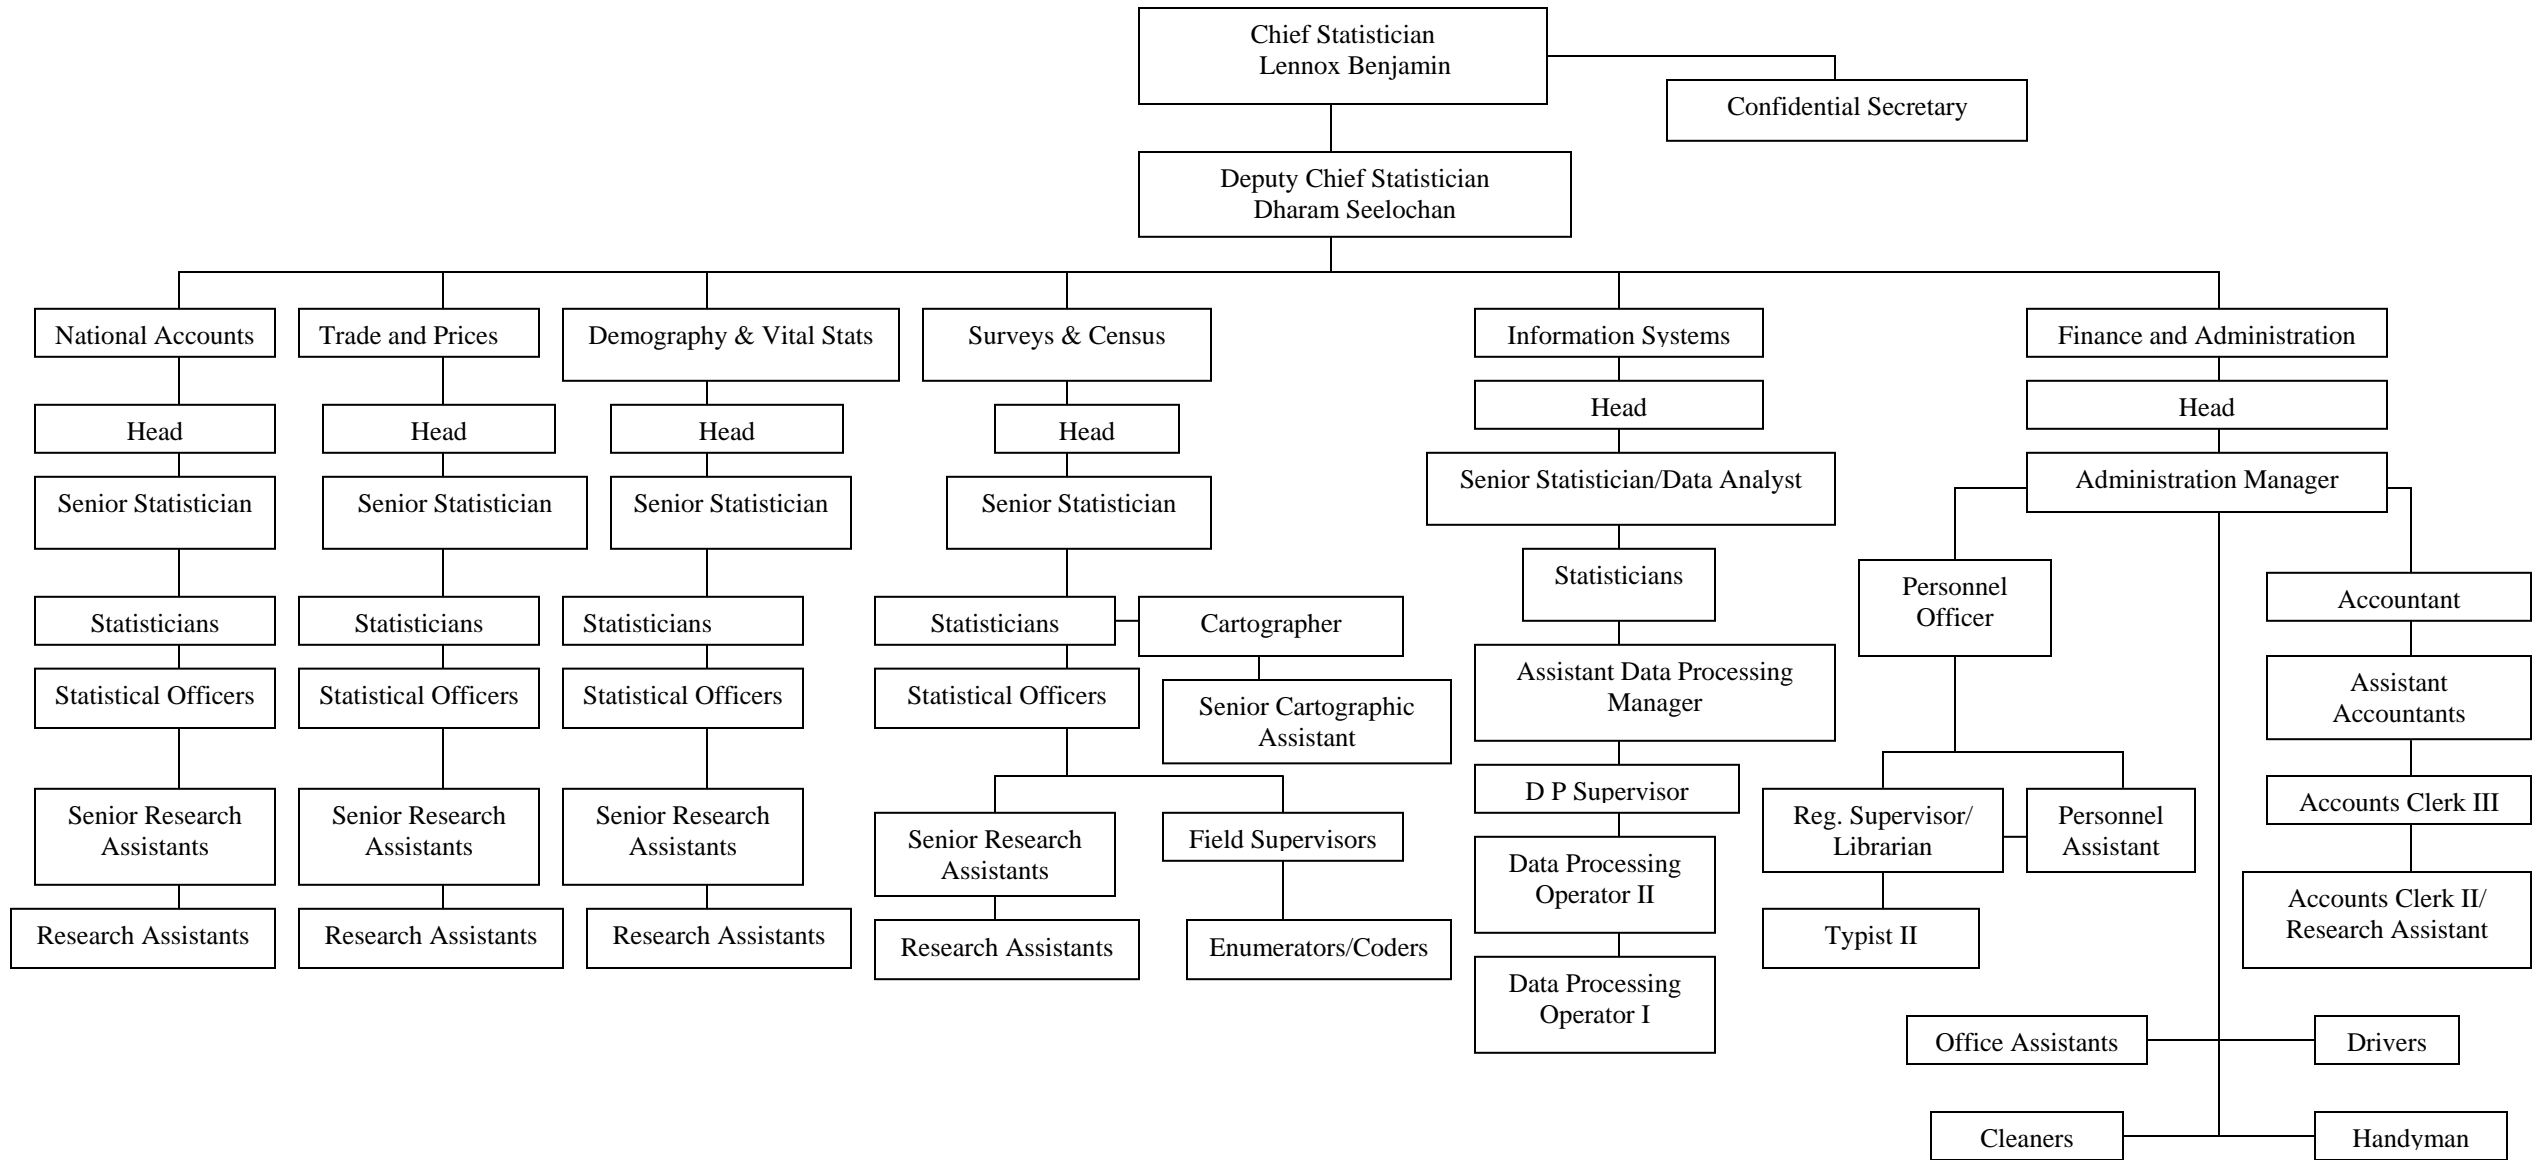 Chief Statistician
Lennox Benjamin
Confidential Secretary
Deputy Chief Statistician
Dharam Seelochan
National Accounts
Trade and Prices
Demography & Vital Stats
Surveys & Census
Information Systems
Finance and Administration
Head
Head
Head
Head
Head
Head
Senior Statistician
Senior Statistician
Senior Statistician
Senior Statistician
Senior Statistician/Data Analyst
Administration Manager
Statisticians
Personnel
Officer
Accountant
Statisticians
Statisticians
Statisticians
Statisticians
Cartographer
Statistical Officers
Statistical Officers
Statistical Officers
Statistical Officers
Senior Cartographic
Assistant
Assistant Data Processing
Manager
Assistant
Accountants
D P Supervisor
Accounts Clerk III
Senior Research
Assistants
Senior Research
Assistants
Senior Research
Assistants
Senior Research
Assistants
Field Supervisors
Data Processing
Operator II
Reg. Supervisor/
Librarian
Personnel
Assistant
Accounts Clerk II/
Research Assistant
Research Assistants
Research Assistants
Research Assistants
Research Assistants
Enumerators/Coders
Typist II
Data Processing
Operator I
Office Assistants
Drivers
Cleaners
Handyman